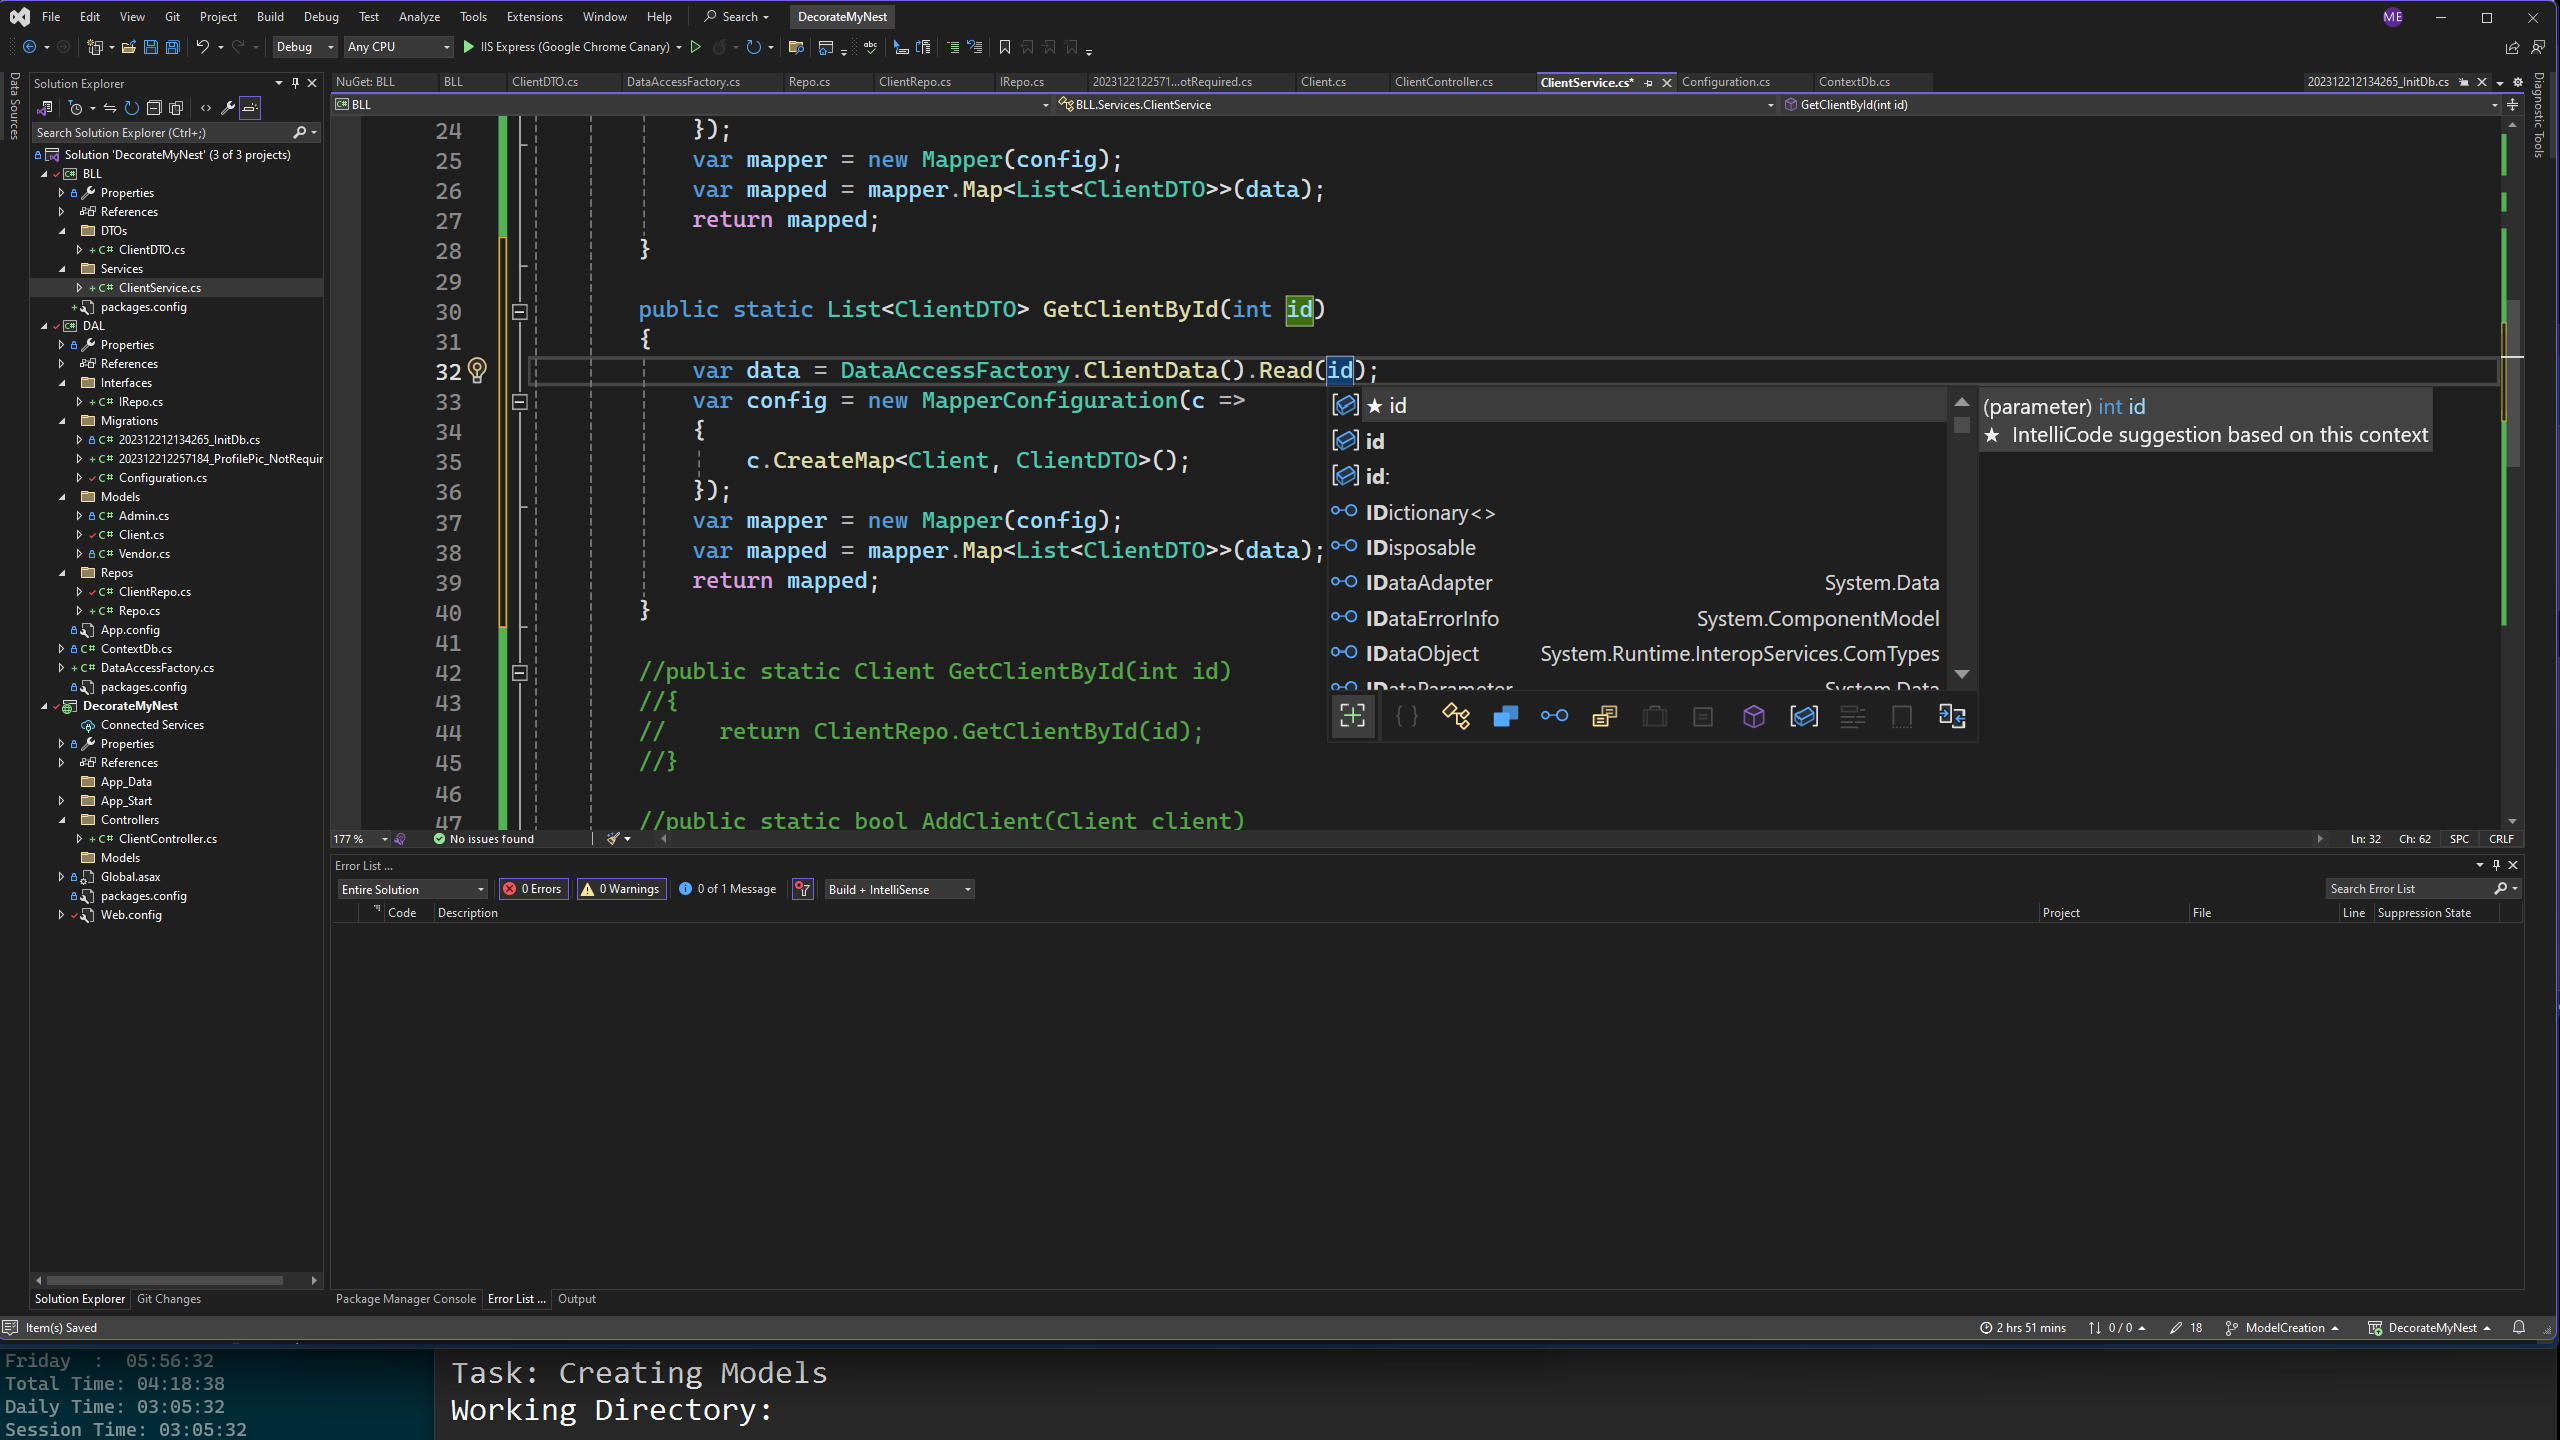 File Edit View Git Project Build Debug Test Analyze Tools Extensions Window Help Search DecorateMyNest ME
Debug Any CPU IIS Express (Google Chrome Canary)
Data Sources
Solution Explorer
Search Solution Explorer (Ctrl+;)
Solution 'DecorateMyNest' (3 of 3 projects)
BLL
Properties
References
DTOs
C# ClientDTO.cs
Services
C# ClientService.cs
packages.config
DAL
Properties
References
Interfaces
C# IRepo.cs
Migrations
C# 202312212134265_InitDb.cs
C# 202312212257184_ProfilePic_NotRequir
C# Configuration.cs
Models
C# Admin.cs
C# Client.cs
C# Vendor.cs
Repos
C# ClientRepo.cs
C# Repo.cs
App.config
C# ContextDb.cs
C# DataAccessFactory.cs
packages.config
DecorateMyNest
Connected Services
Properties
References
App_Data
App_Start
Controllers
C# ClientController.cs
Models
Global.asax
packages.config
Web.config
Solution Explorer Git Changes
NuGet: BLL BLL ClientDTO.cs DataAccessFactory.cs Repo.cs ClientRepo.cs IRepo.cs 2023122122571...otRequired.cs Client.cs ClientController.cs ClientService.cs* Configuration.cs ContextDb.cs 202312212134265_InitDb.cs
C# BLL BLL.Services.ClientService GetClientById(int id)
Diagnostic Tools
24 });
25 var mapper = new Mapper(config);
26 var mapped = mapper.Map<List<ClientDTO>>(data);
27 return mapped;
28 }
29
30 public static List<ClientDTO> GetClientById(int id)
31 {
32 var data = DataAccessFactory.ClientData().Read(id);
33 var config = new MapperConfiguration(c =>
34 {
35 c.CreateMap<Client, ClientDTO>();
36 });
37 var mapper = new Mapper(config);
38 var mapped = mapper.Map<List<ClientDTO>>(data);
39 return mapped;
40 }
41
42 //public static Client GetClientById(int id)
43 //{
44 // return ClientRepo.GetClientById(id);
45 //}
46
47 //public static bool AddClient(Client client)
★ id
id
id:
IDictionary<>
IDisposable
IDataAdapter System.Data
IDataErrorInfo System.ComponentModel
IDataObject System.Runtime.InteropServices.ComTypes
IDataParameter System.Data
(parameter) int id
★ IntelliCode suggestion based on this context
177 % No issues found Ln: 32 Ch: 62 SPC CRLF
Error List ...
Entire Solution 0 Errors 0 Warnings 0 of 1 Message Build + IntelliSense Search Error List
Code Description Project File Line Suppression State
Package Manager Console Error List ... Output
Item(s) Saved 2 hrs 51 mins 0 / 0 18 ModelCreation DecorateMyNest
Friday : 05:56:32
Total Time: 04:18:38
Daily Time: 03:05:32
Session Time: 03:05:32
Task: Creating Models
Working Directory: